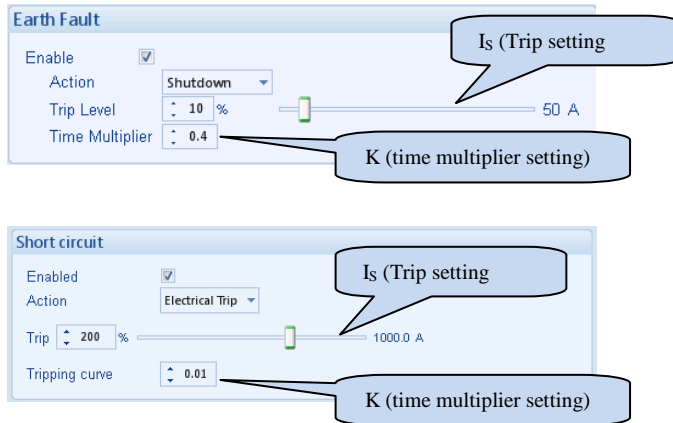 Earth Fault
IS (Trip setting
Enable
Action Shutdown
Trip Level 10 % 50 A
Time Multiplier 0.4
K (time multiplier setting)
Short circuit
Enabled
IS (Trip setting
Action Electrical Trip
Trip 200 % 1000.0 A
Tripping curve 0.01
K (time multiplier setting)